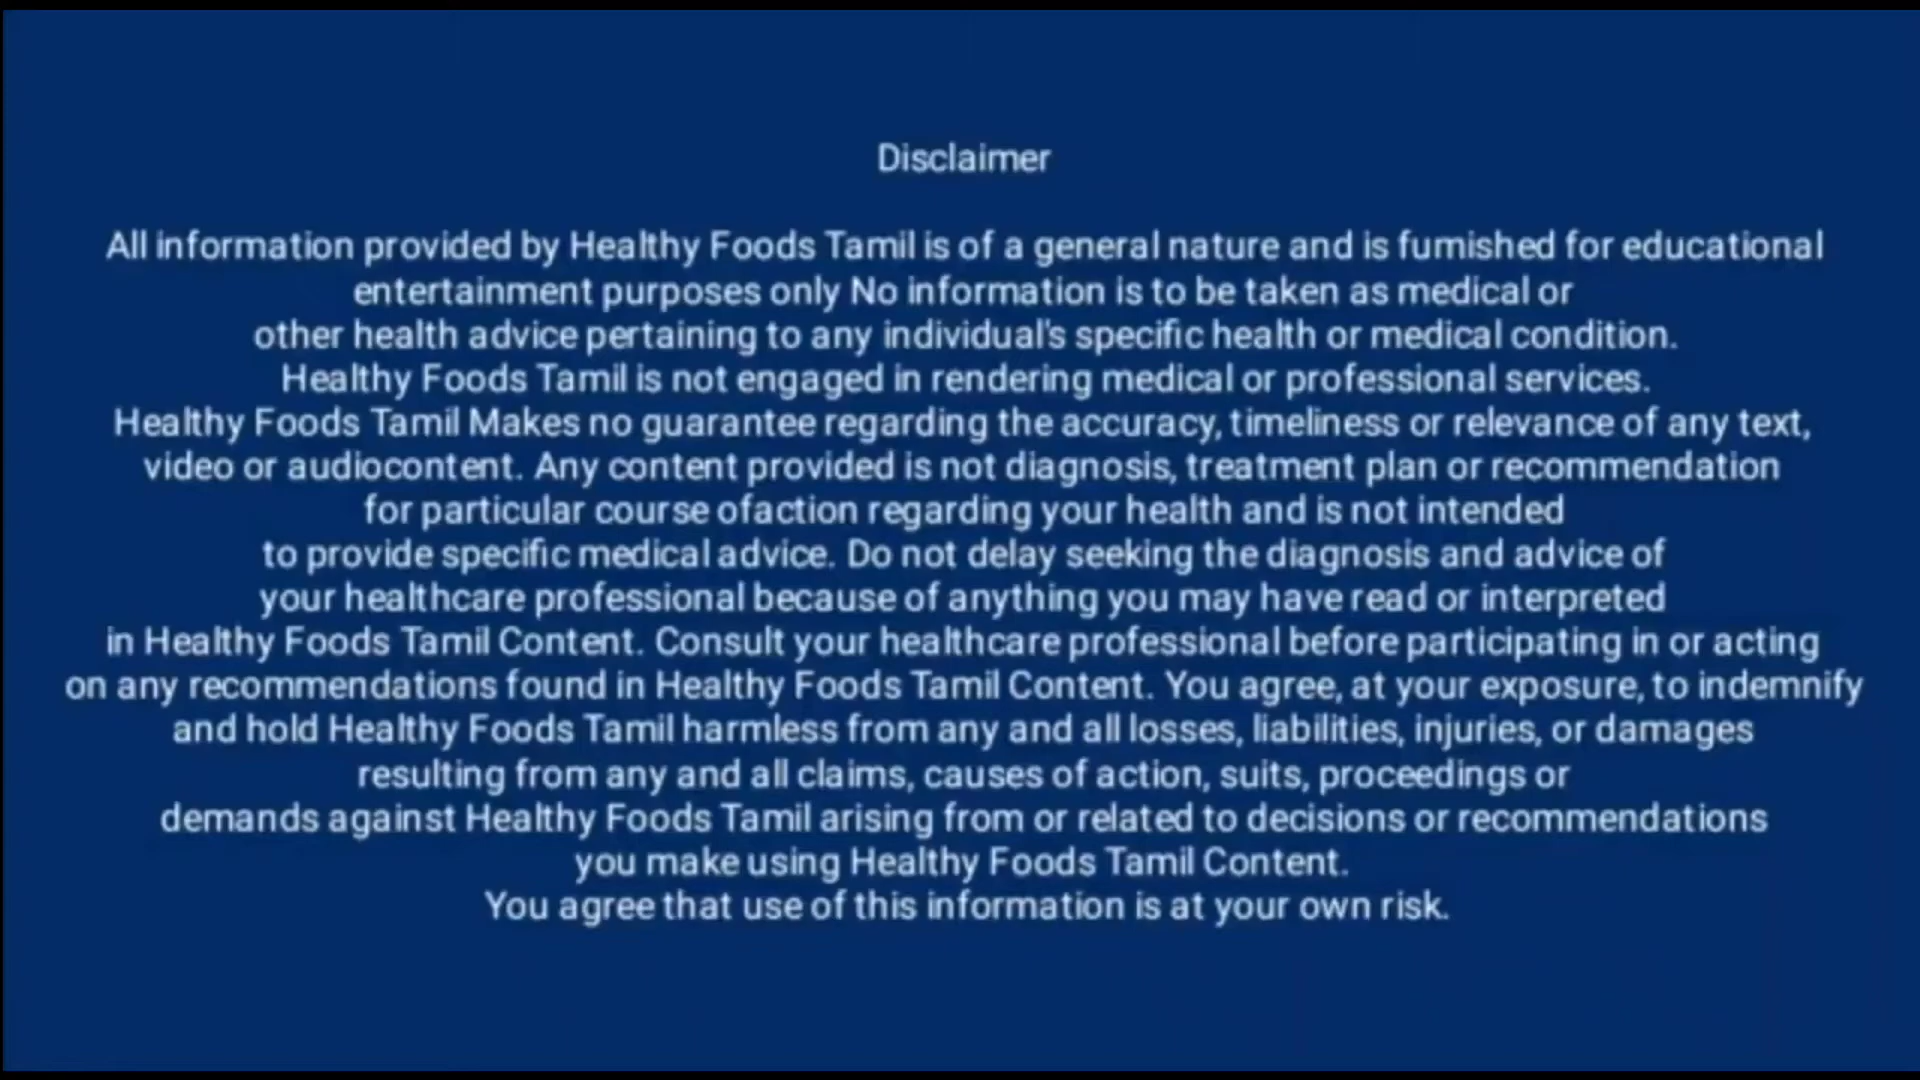 Disclaimer
All information provided by Healthy Foods Tamil is of a general nature and is furnished for educational
entertainment purposes only No information is to be taken as medical or
other health advice pertaining to any individual's specific health or medical condition.
Healthy Foods Tamil is not engaged in rendering medical or professional services.
Healthy Foods Tamil Makes no guarantee regarding the accuracy, timeliness or relevance of any text,
video or audiocontent. Any content provided is not diagnosis, treatment plan or recommendation
for particular course ofaction regarding your health and is not intended
to provide specific medical advice. Do not delay seeking the diagnosis and advice of
your healthcare professional because of anything you may have read or interpreted
in Healthy Foods Tamil Content. Consult your healthcare professional before participating in or acting
on any recommendations found in Healthy Foods Tamil Content. You agree, at your exposure, to indemnify
and hold Healthy Foods Tamil harmless from any and all losses, liabilities, injuries, or damages
resulting from any and all claims, causes of action, suits, proceedings or
demands against Healthy Foods Tamil arising from or related to decisions or recommendations
you make using Healthy Foods Tamil Content.
You agree that use of this information is at your own risk.